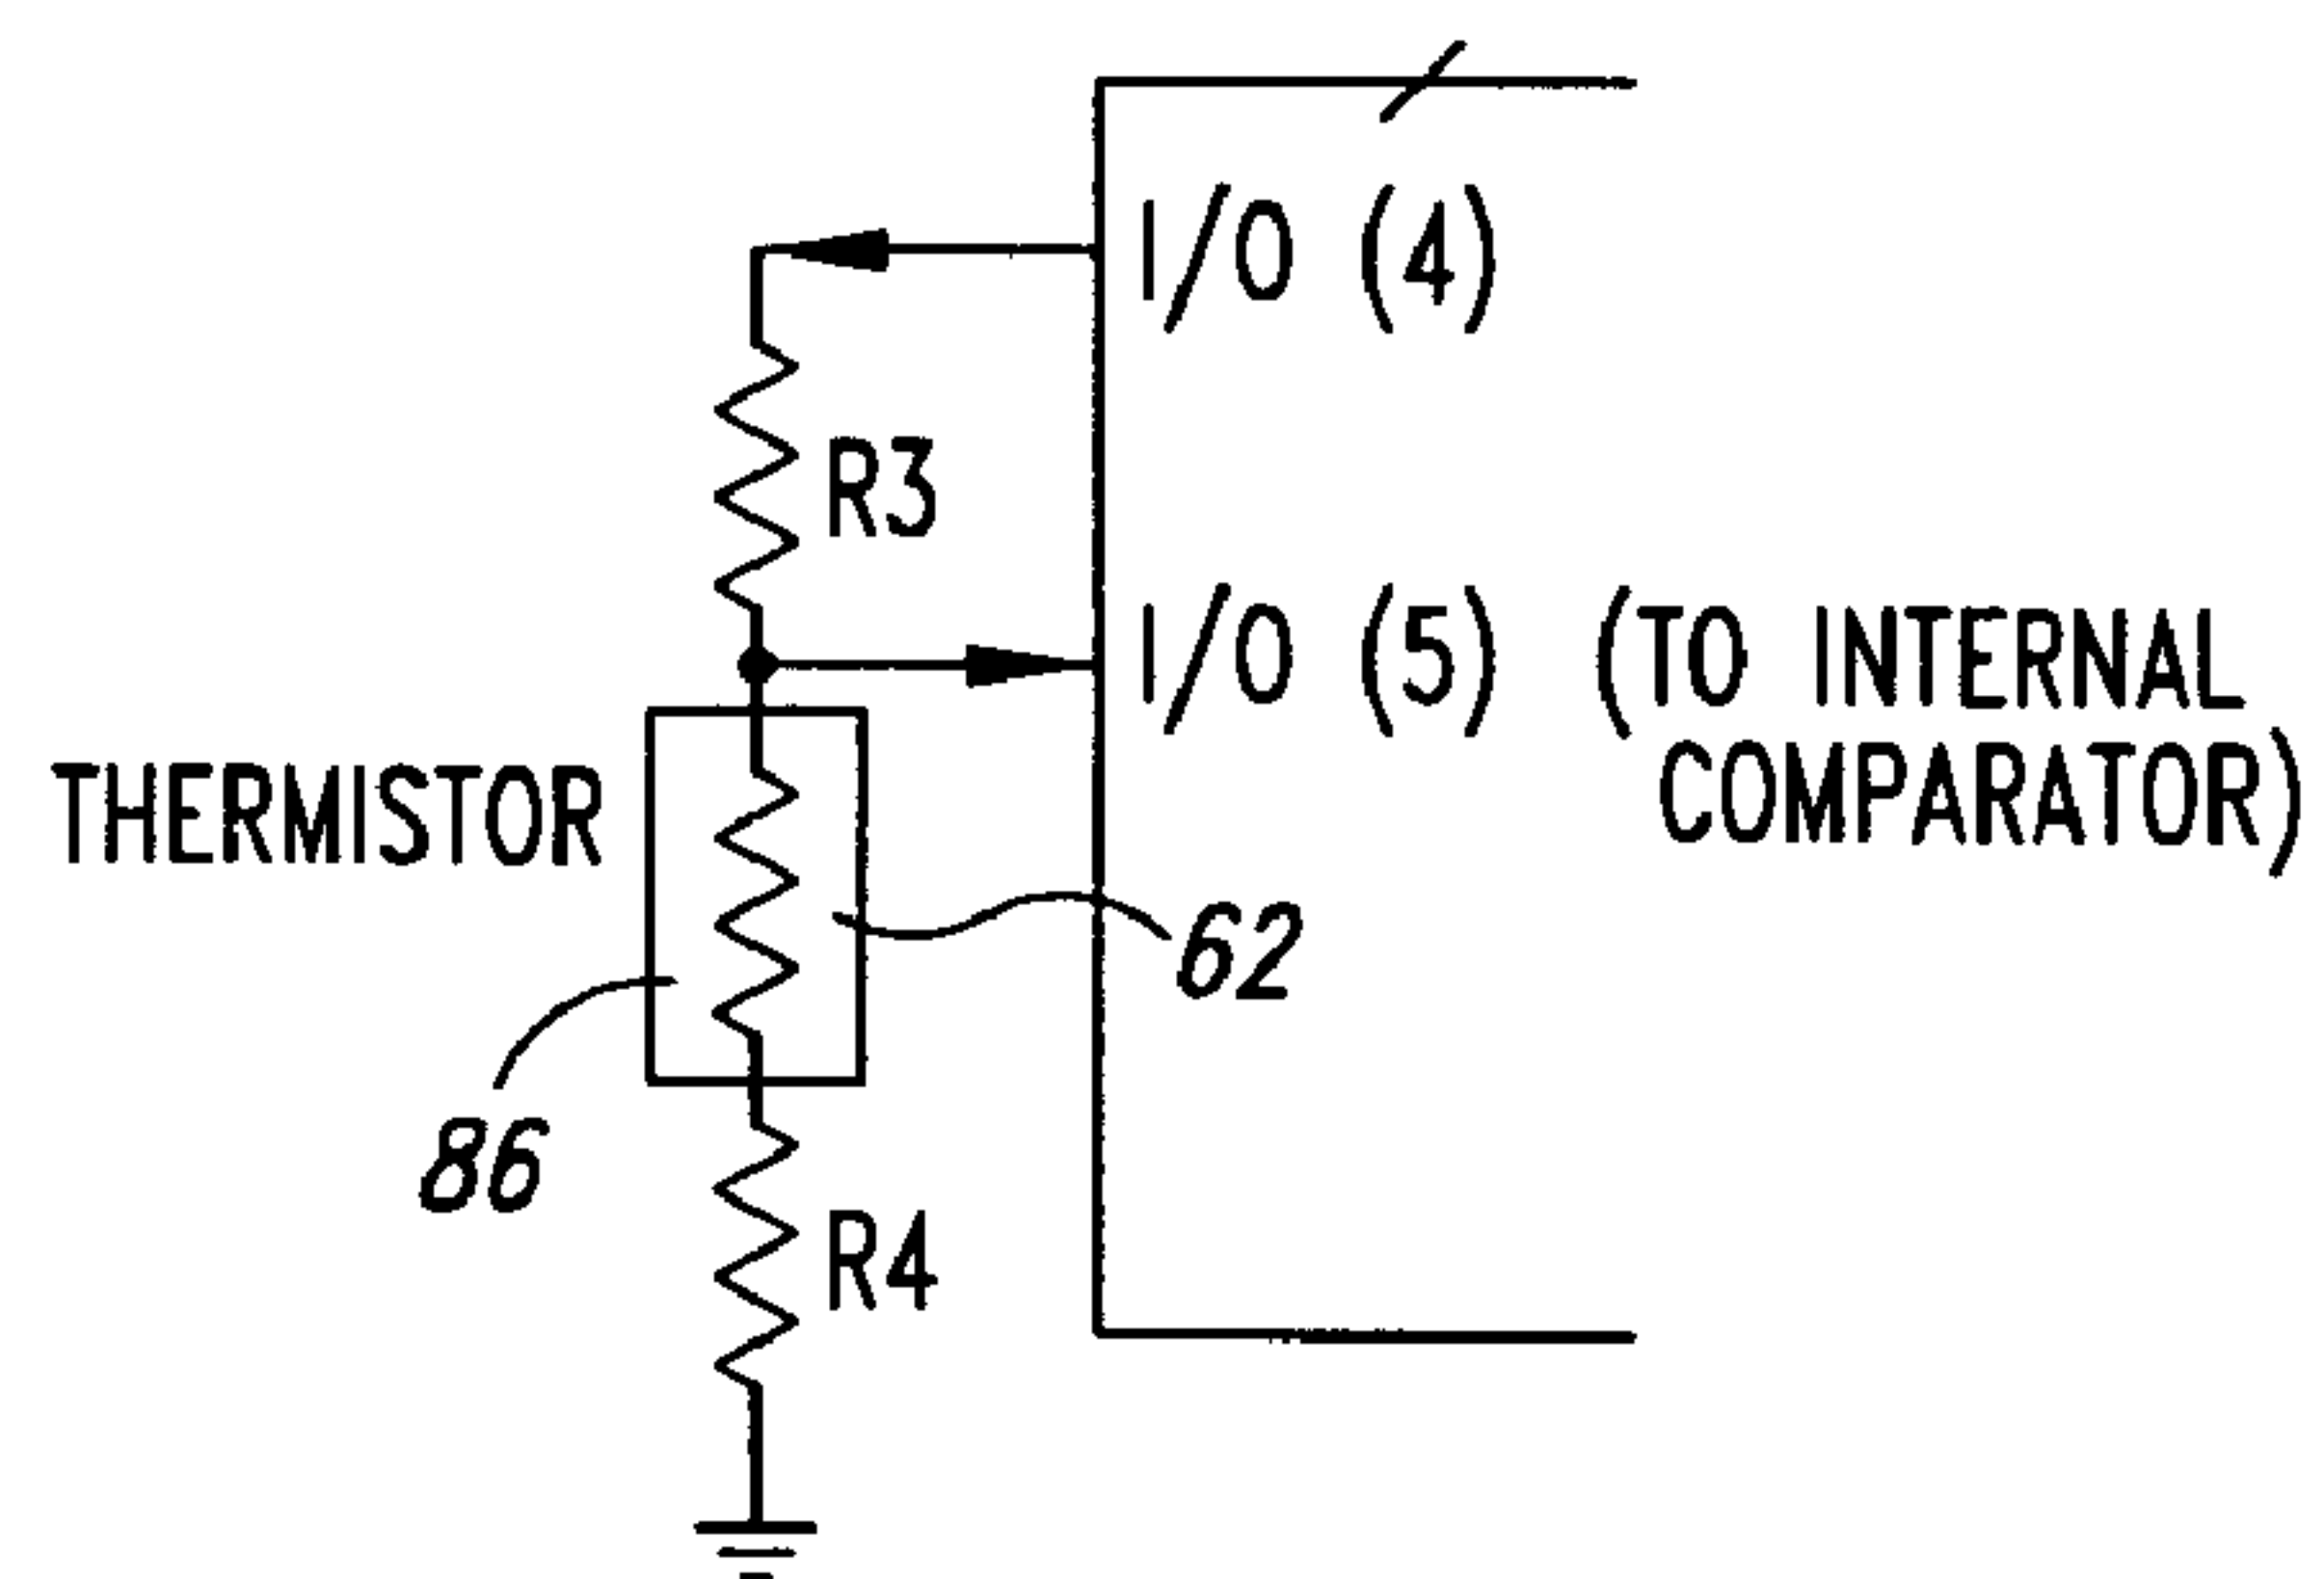 I/O (4)
R3
I/O (5) (TO INTERNAL
COMPARATOR)
THERMISTOR
62
86
R4